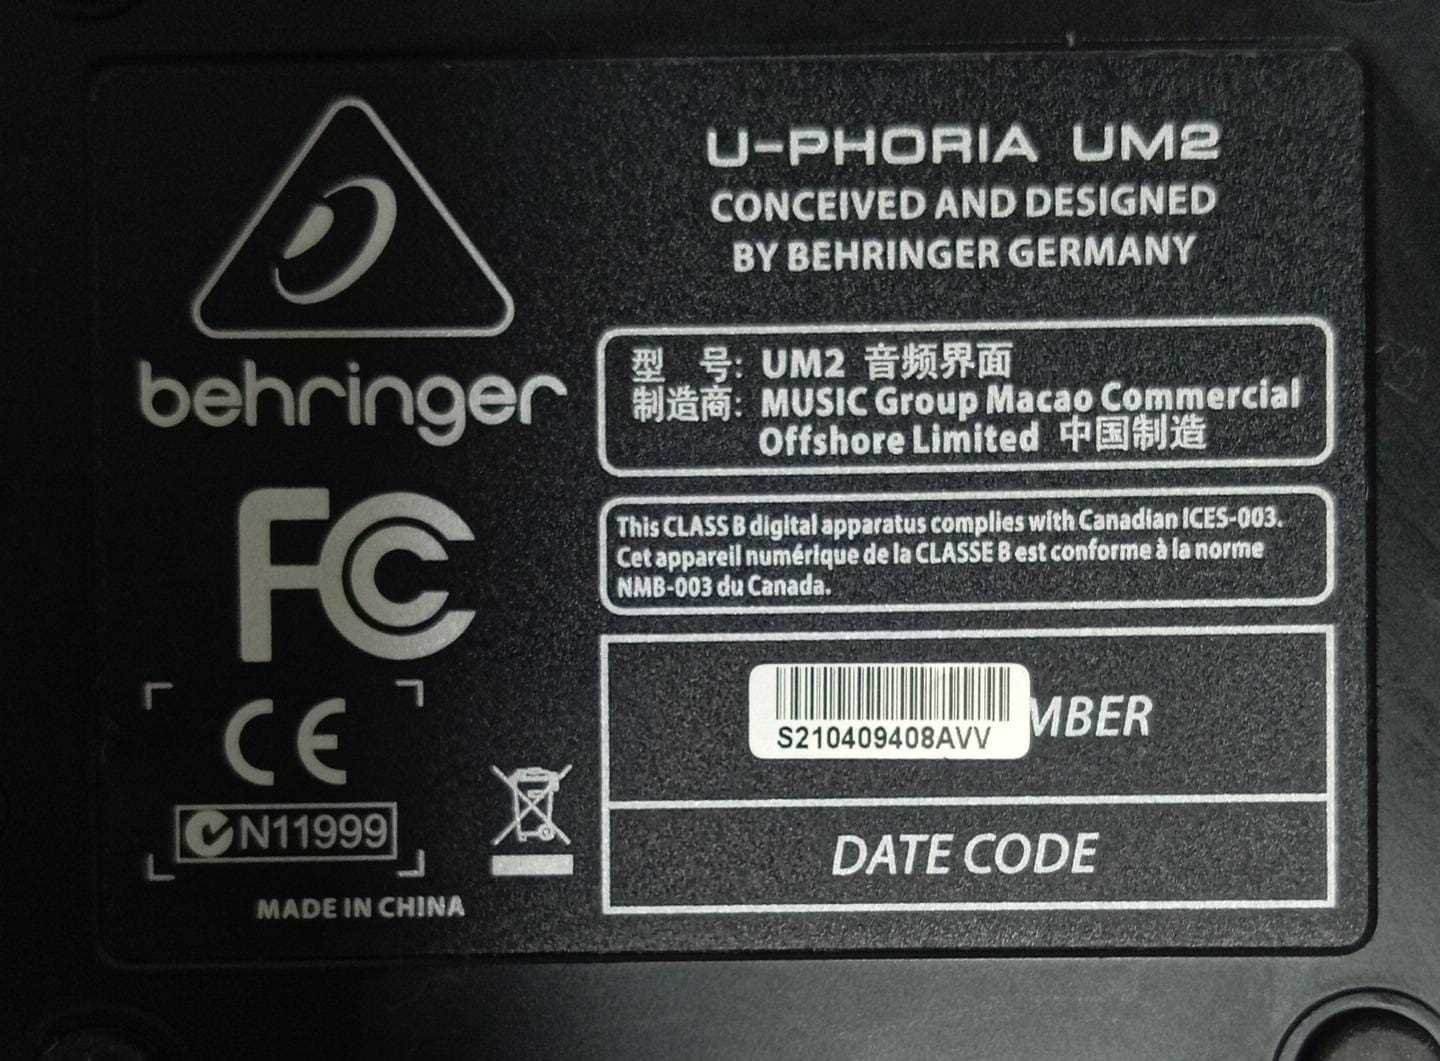 behringer
FC
CE
N11999
MADE IN CHINA
U-PHORIA UM2
CONCEIVED AND DESIGNED
BY BEHRINGER GERMANY
型 号: UM2 音频界面
制造商: MUSIC Group Macao Commercial
Offshore Limited 中国制造
This CLASS B digital apparatus complies with Canadian ICES-003.
Cet appareil numérique de la CLASSE B est conforme à la norme
NMB-003 du Canada.
MBER
S210409408AVV
DATE CODE